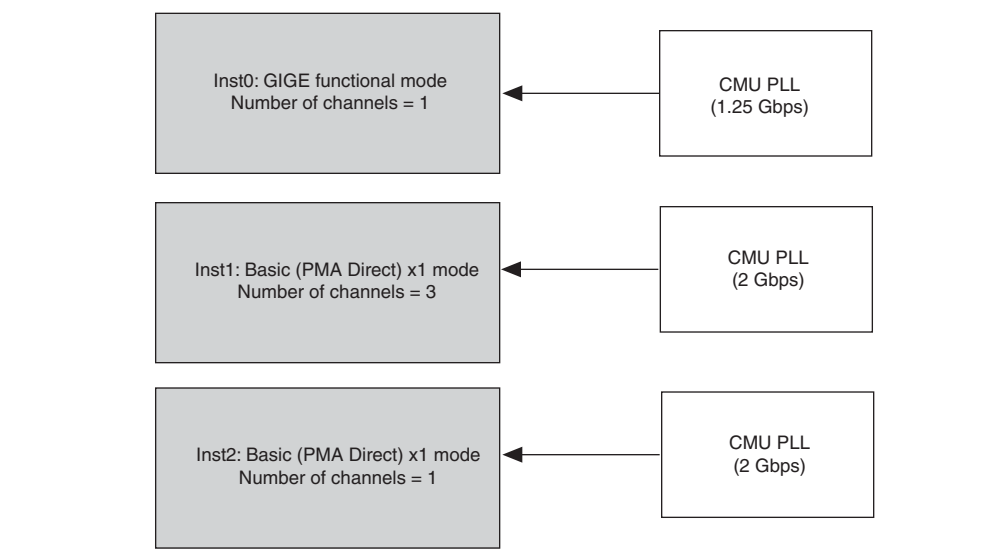 Inst0: GIGE functional mode
Number of channels = 1
CMU PLL
(1.25 Gbps)
Inst1: Basic (PMA Direct) x1 mode
Number of channels = 3
CMU PLL
(2 Gbps)
Inst2: Basic (PMA Direct) x1 mode
Number of channels = 1
CMU PLL
(2 Gbps)